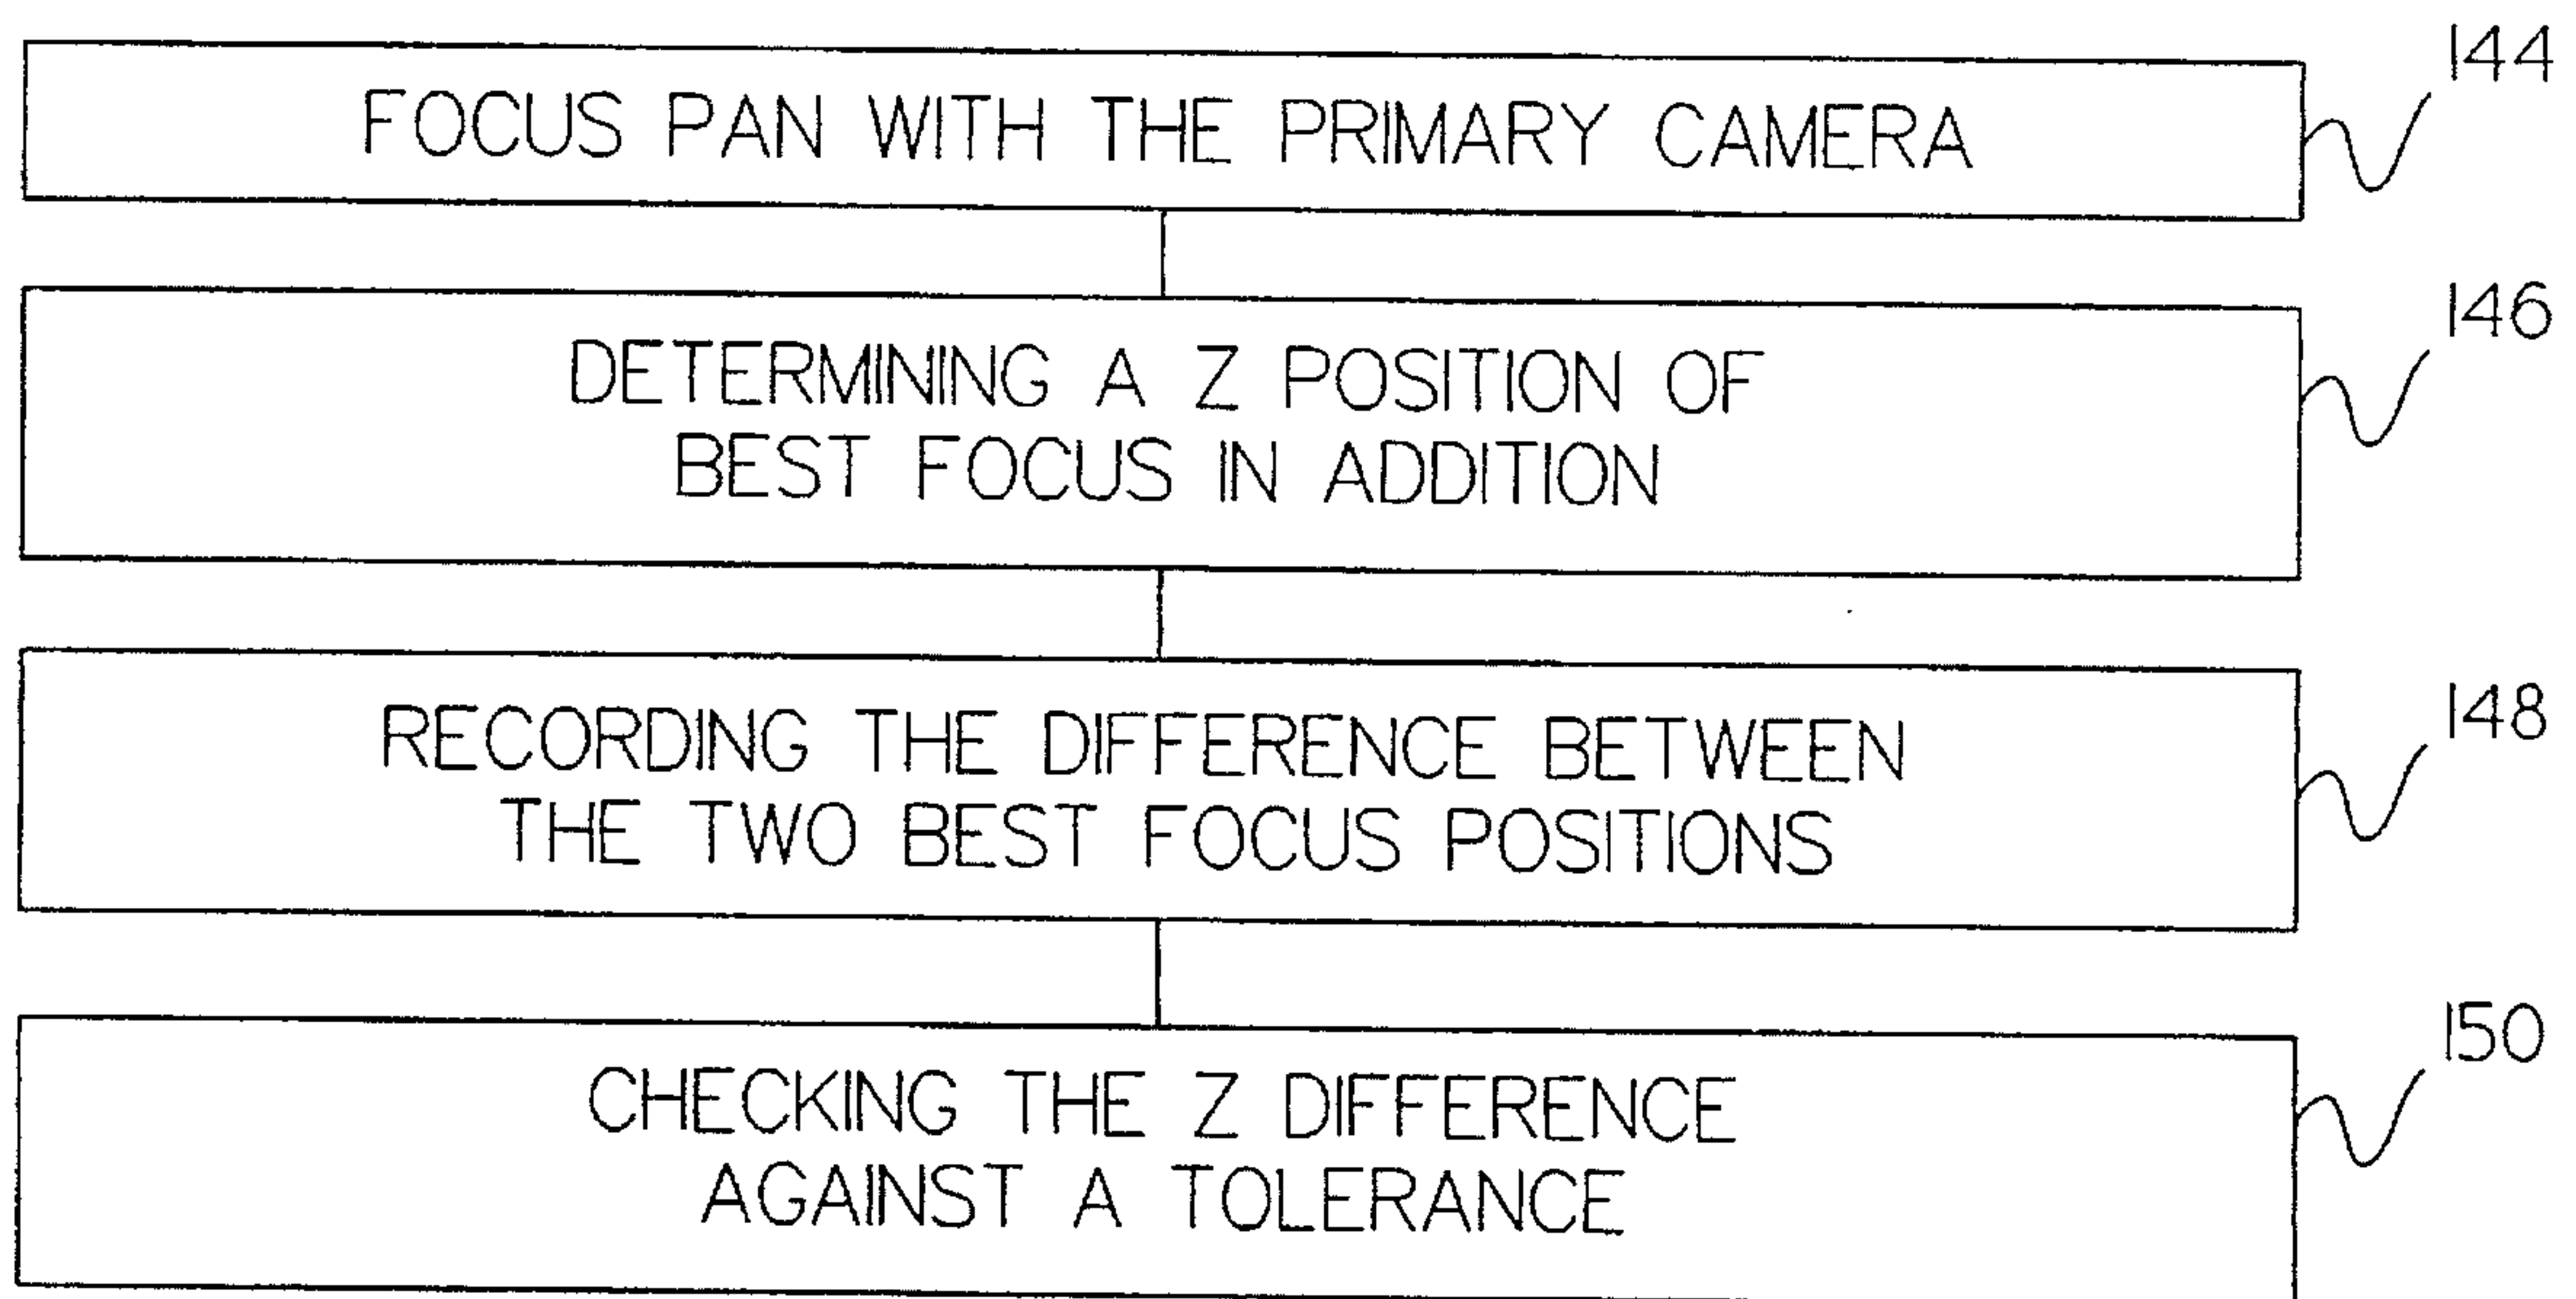 144
FOCUS PAN WITH THE PRIMARY CAMERA
146
DETERMINING A Z POSITION OF
BEST FOCUS IN ADDITION
148
RECORDING THE DIFFERENCE BETWEEN
THE TWO BEST FOCUS POSITIONS
150
CHECKING THE Z DIFFERENCE
AGAINST A TOLERANCE